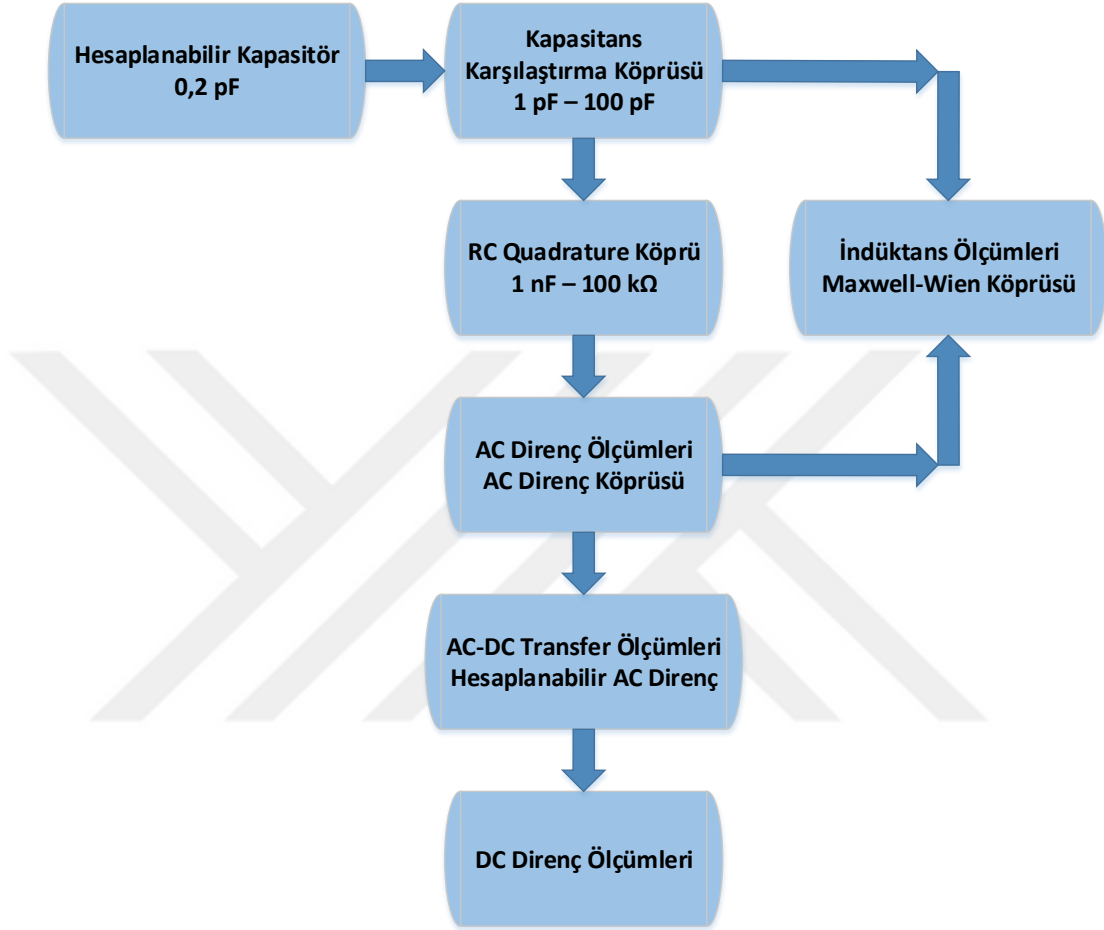 Hesaplanabilir Kapasitör
0,2 pF
Kapasitans
Karşılaştırma Köprüsü
1 pF – 100 pF
RC Quadrature Köprü
1 nF – 100 kΩ
İndüktans Ölçümleri
Maxwell-Wien Köprüsü
AC Direnç Ölçümleri
AC Direnç Köprüsü
AC-DC Transfer Ölçümleri
Hesaplanabilir AC Direnç
DC Direnç Ölçümleri